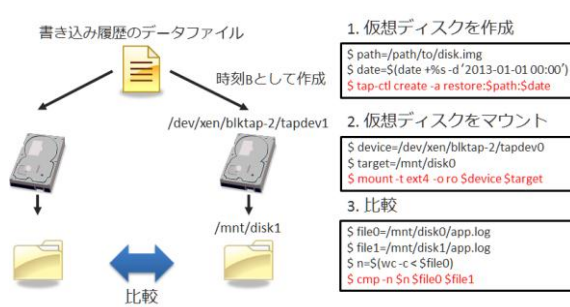 書き込み履歴のデータファイル
時刻Bとして作成
/dev/xen/blktap-2/tapdev1
/mnt/disk1
比較
1. 仮想ディスクを作成
$ path=/path/to/disk.img
$ date=$(date +%s -d '2013-01-01 00:00')
$ tap-ctl create -a restore:$path:$date
2. 仮想ディスクをマウント
$ device=/dev/xen/blktap-2/tapdev0
$ target=/mnt/disk0
$ mount -t ext4 -o ro $device $target
3. 比較
$ file0=/mnt/disk0/app.log
$ file1=/mnt/disk1/app.log
$ n=$(wc -c < $file0)
$ cmp -n $n $file0 $file1